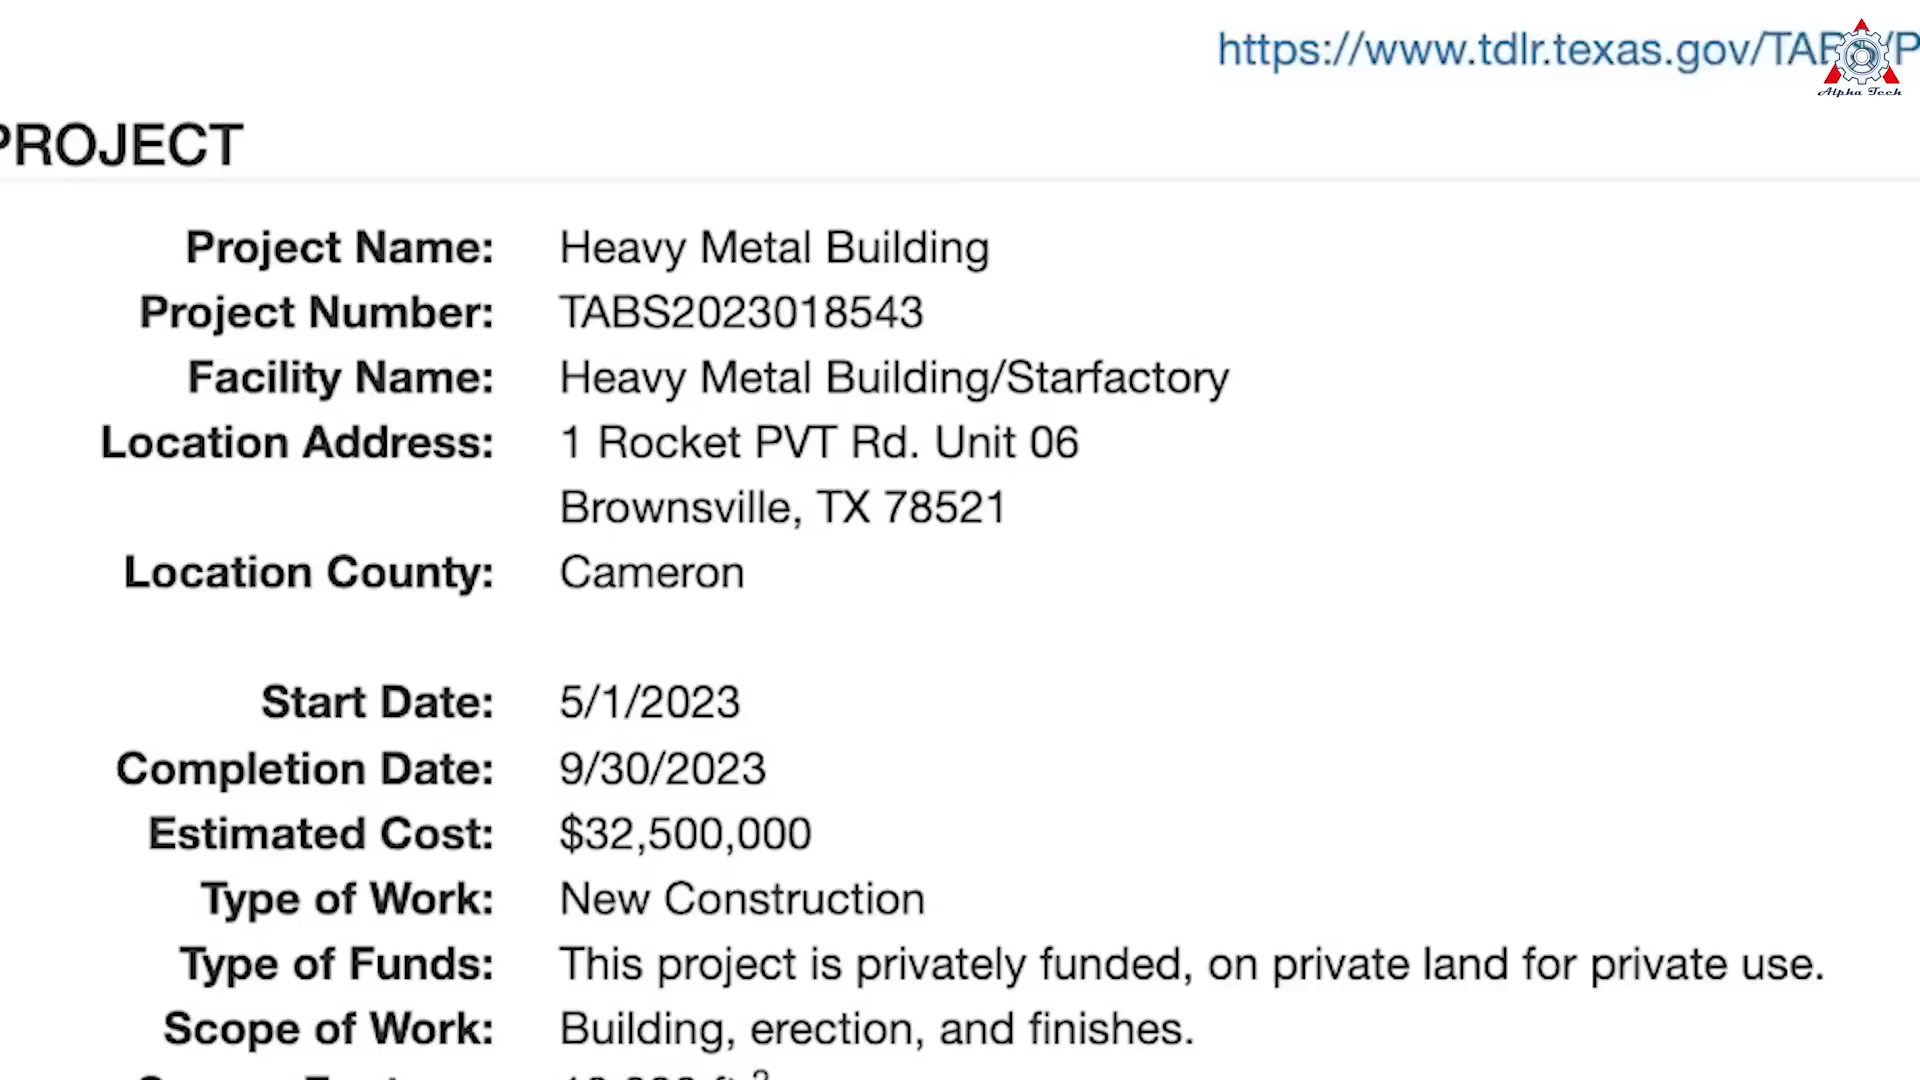 https://www.tdlr.texas.gov/TABS/P
Alpha Tech
PROJECT
Project Name: Heavy Metal Building
Project Number: TABS2023018543
Facility Name: Heavy Metal Building/Starfactory
Location Address: 1 Rocket PVT Rd. Unit 06
Brownsville, TX 78521
Location County: Cameron
Start Date: 5/1/2023
Completion Date: 9/30/2023
Estimated Cost: $32,500,000
Type of Work: New Construction
Type of Funds: This project is privately funded, on private land for private use.
Scope of Work: Building, erection, and finishes.